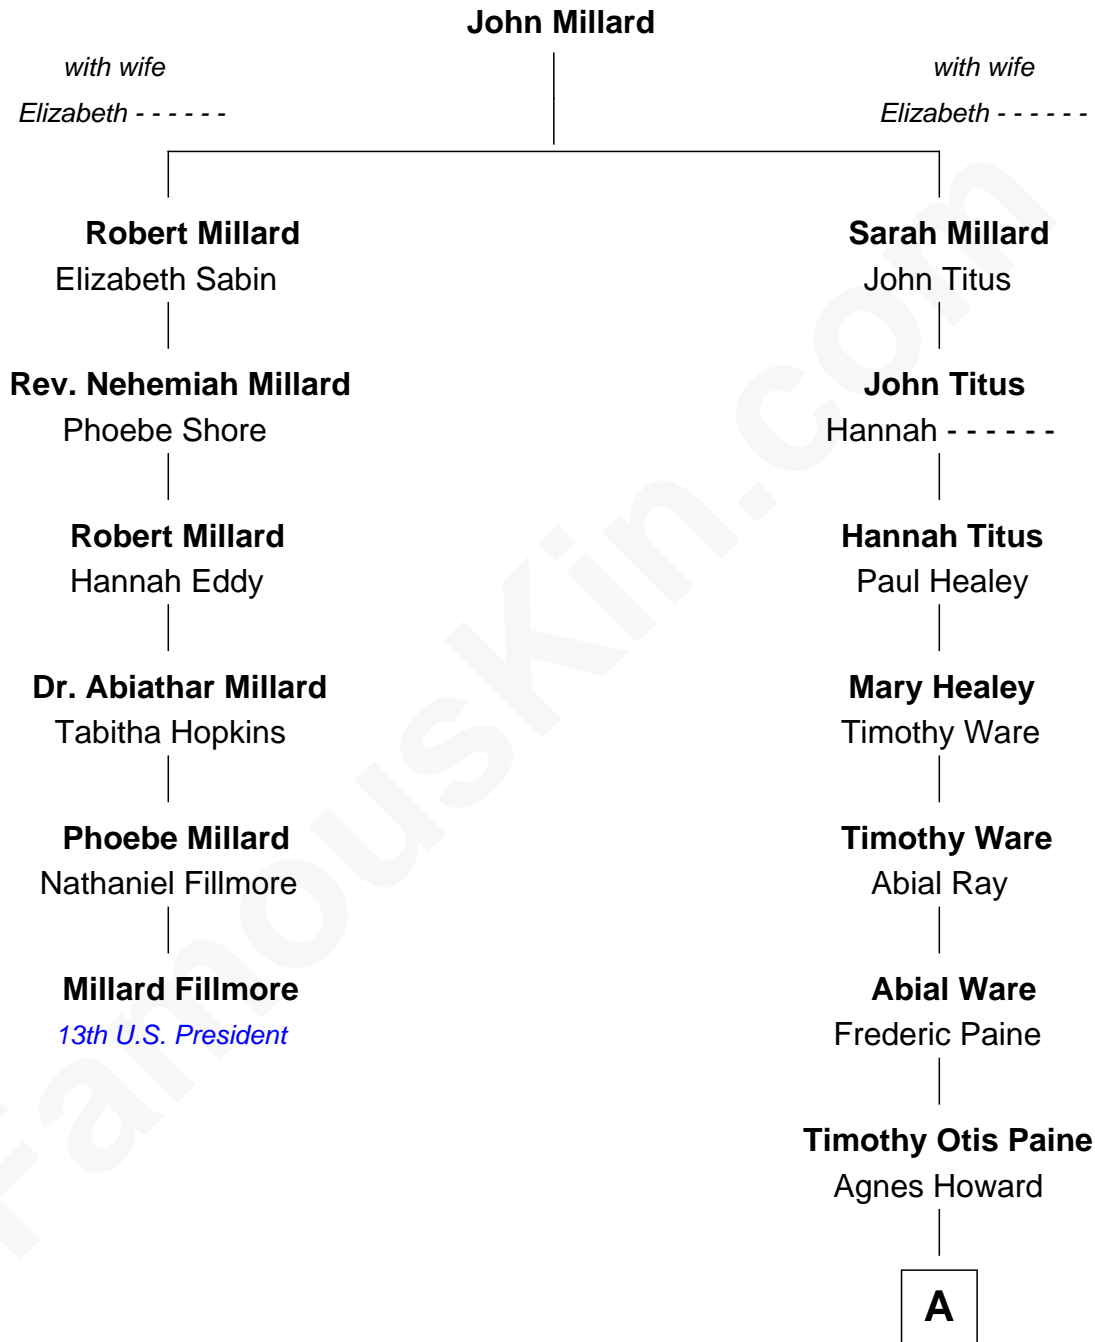 John Millard
with wife
Elizabeth - - - - - -
with wife
Elizabeth - - - - - -
Robert Millard
Elizabeth Sabin
Sarah Millard
John Titus
Rev. Nehemiah Millard
Phoebe Shore
John Titus
Hannah - - - - - -
Robert Millard
Hannah Eddy
Hannah Titus
Paul Healey
Dr. Abiathar Millard
Tabitha Hopkins
Mary Healey
Timothy Ware
Phoebe Millard
Nathaniel Fillmore
Timothy Ware
Abial Ray
Millard Fillmore
13th U.S. President
Abial Ware
Frederic Paine
Timothy Otis Paine
Agnes Howard
A
FamousKin.com